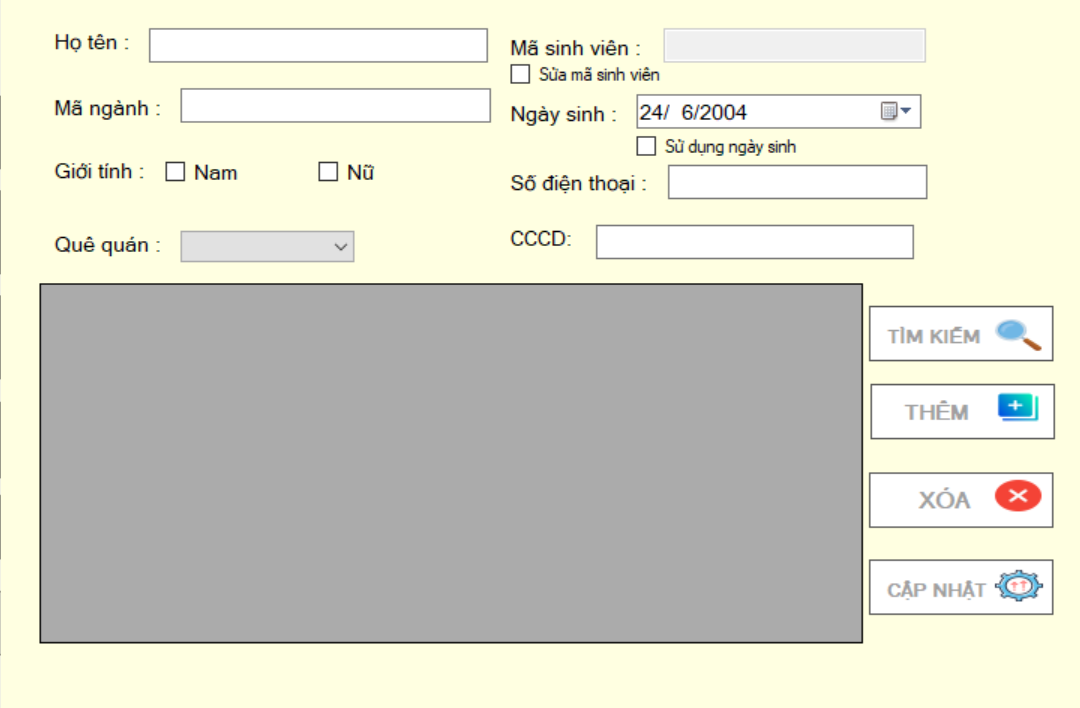 Họ tên :
Mã sinh viên :
Sửa mã sinh viên
Mã ngành :
Ngày sinh : 24/ 6/2004
Sử dụng ngày sinh
Giới tính : Nam Nữ
Số điện thoại :
Quê quán :
CCCD:
TÌM KIẾM
THÊM
XÓA
CẬP NHẬT